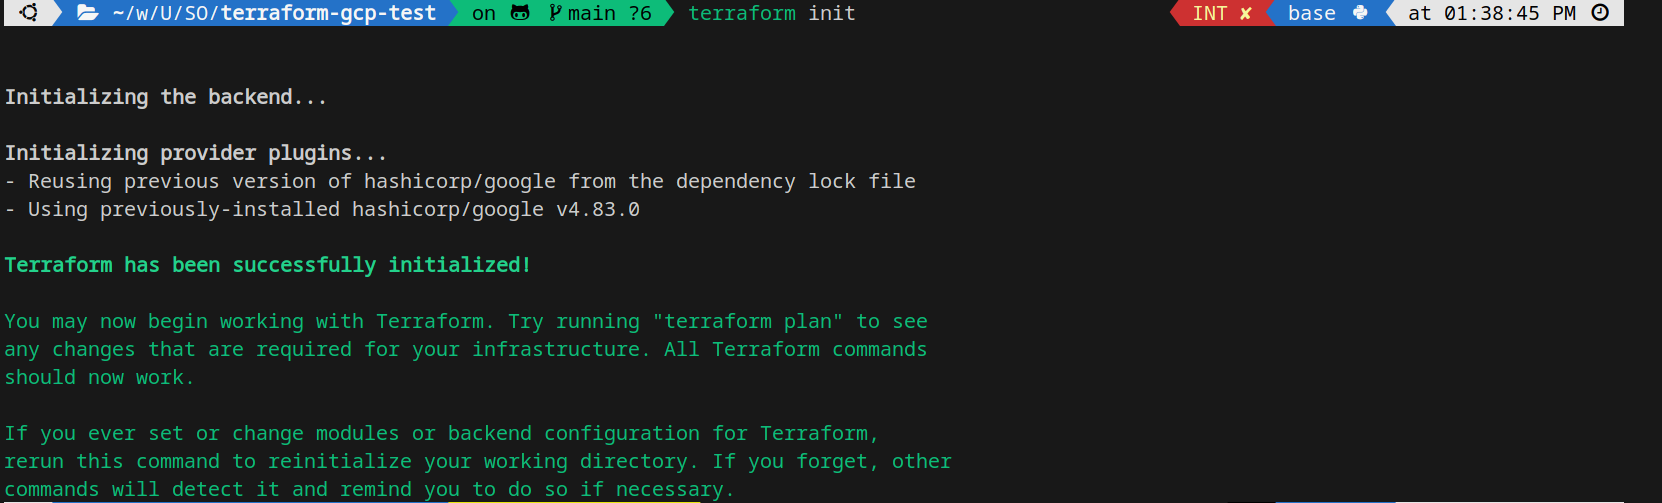 ~/w/U/SO/terraform-gcp-test on main ?6 terraform init INT ✘ base at 01:38:45 PM
Initializing the backend...
Initializing provider plugins...
- Reusing previous version of hashicorp/google from the dependency lock file
- Using previously-installed hashicorp/google v4.83.0
Terraform has been successfully initialized!
You may now begin working with Terraform. Try running "terraform plan" to see
any changes that are required for your infrastructure. All Terraform commands
should now work.
If you ever set or change modules or backend configuration for Terraform,
rerun this command to reinitialize your working directory. If you forget, other
commands will detect it and remind you to do so if necessary.